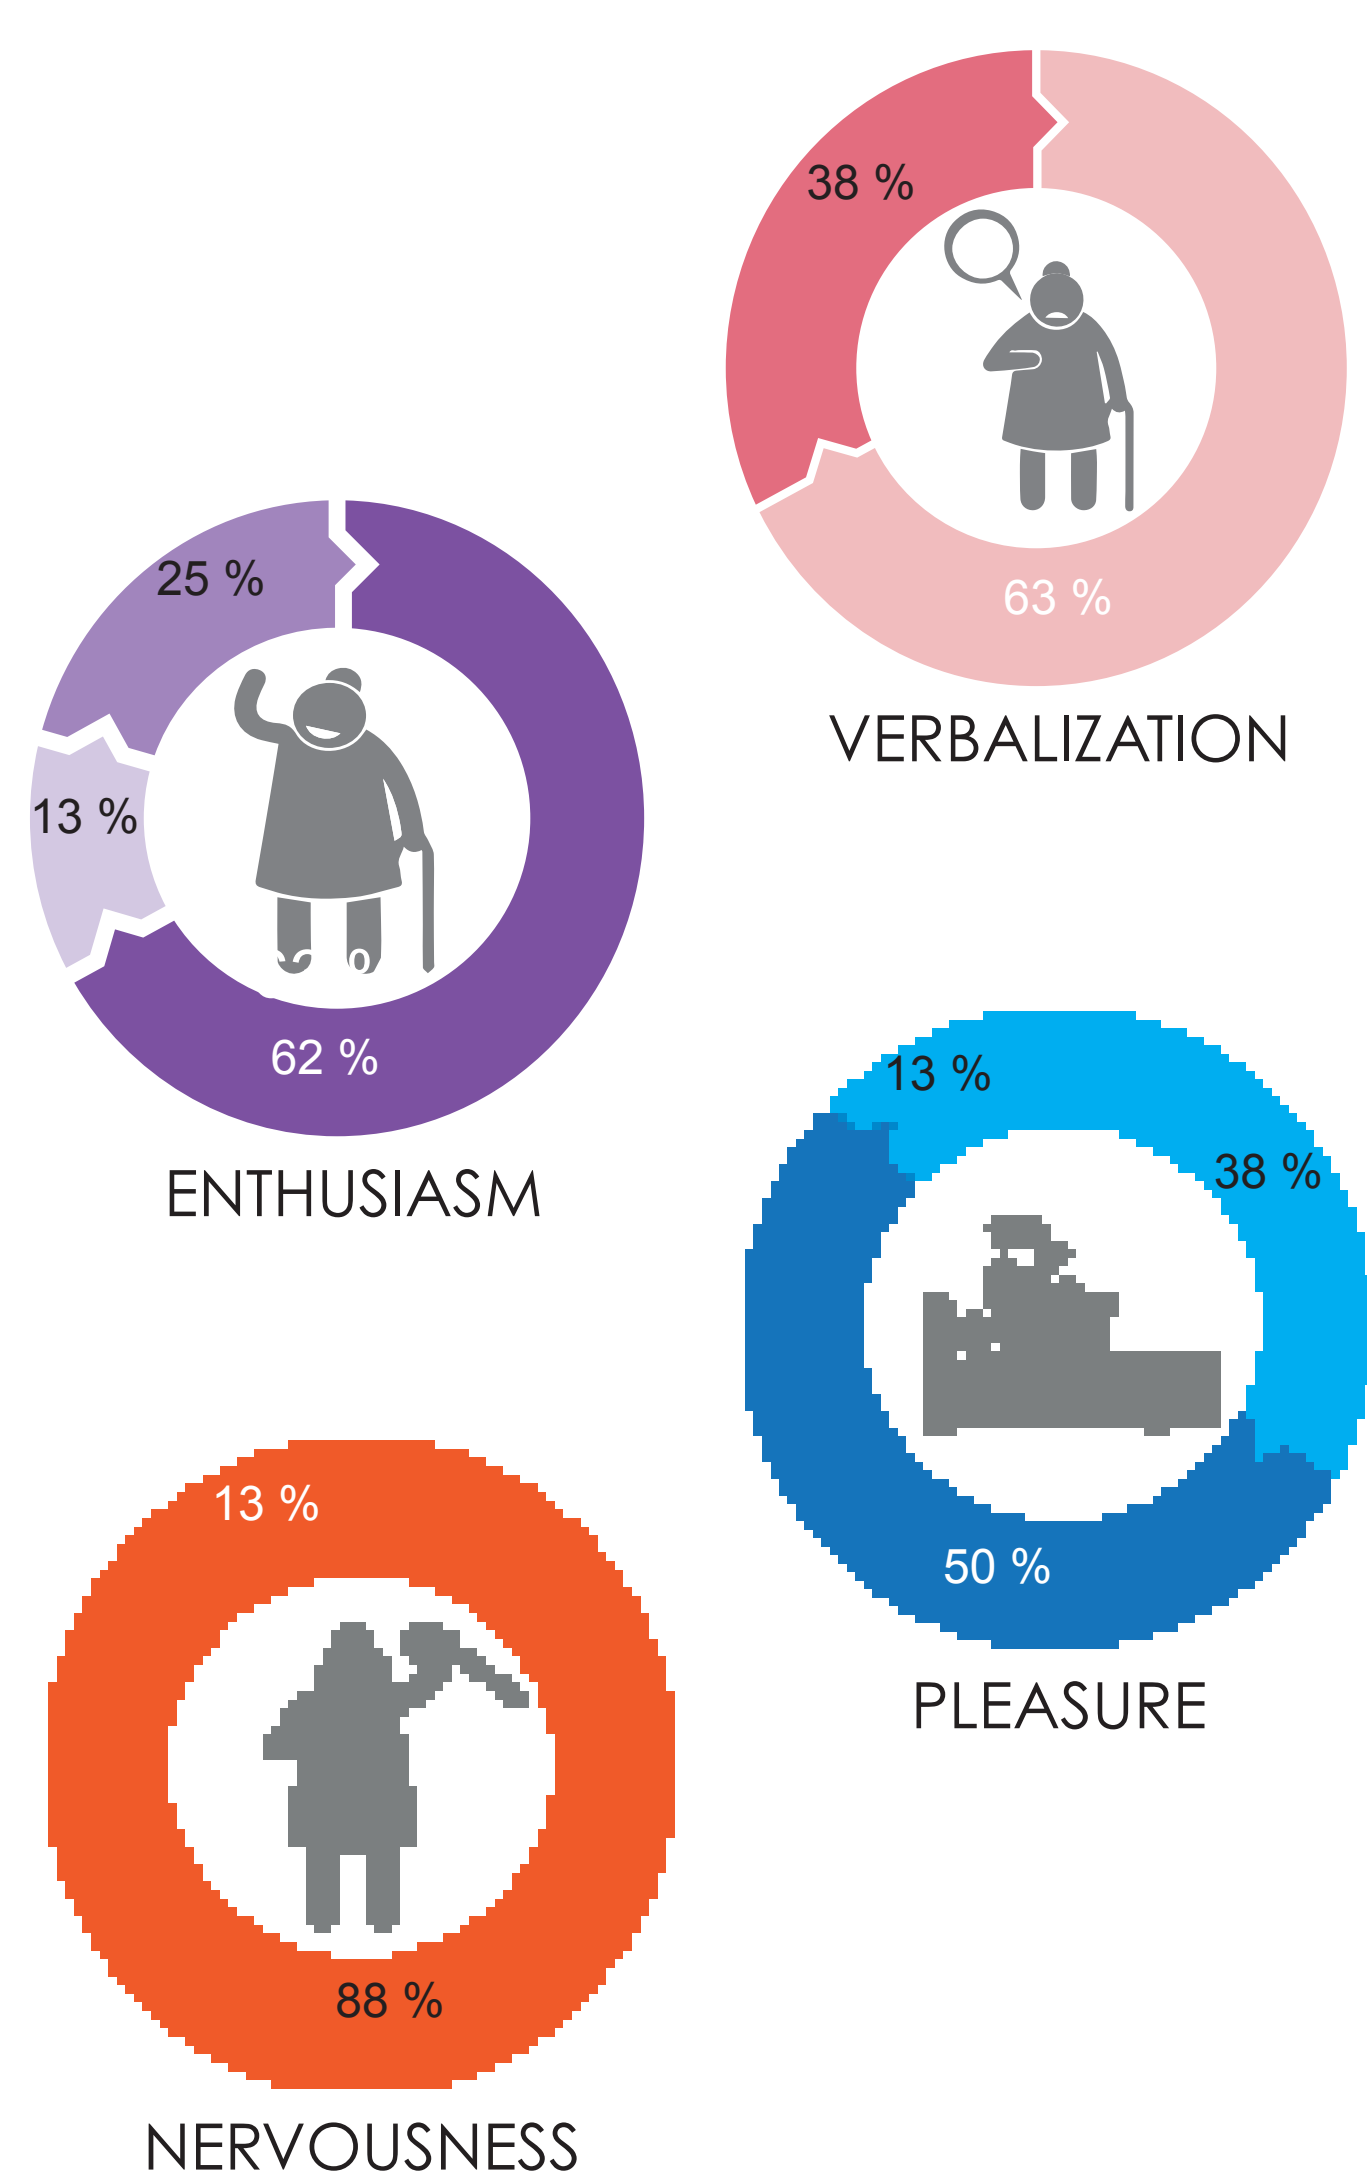 38 %
63 %
VERBALIZATION
25 %
13 %
62 %
ENTHUSIASM
13 %
38 %
50 %
PLEASURE
13 %
88 %
NERVOUSNESS